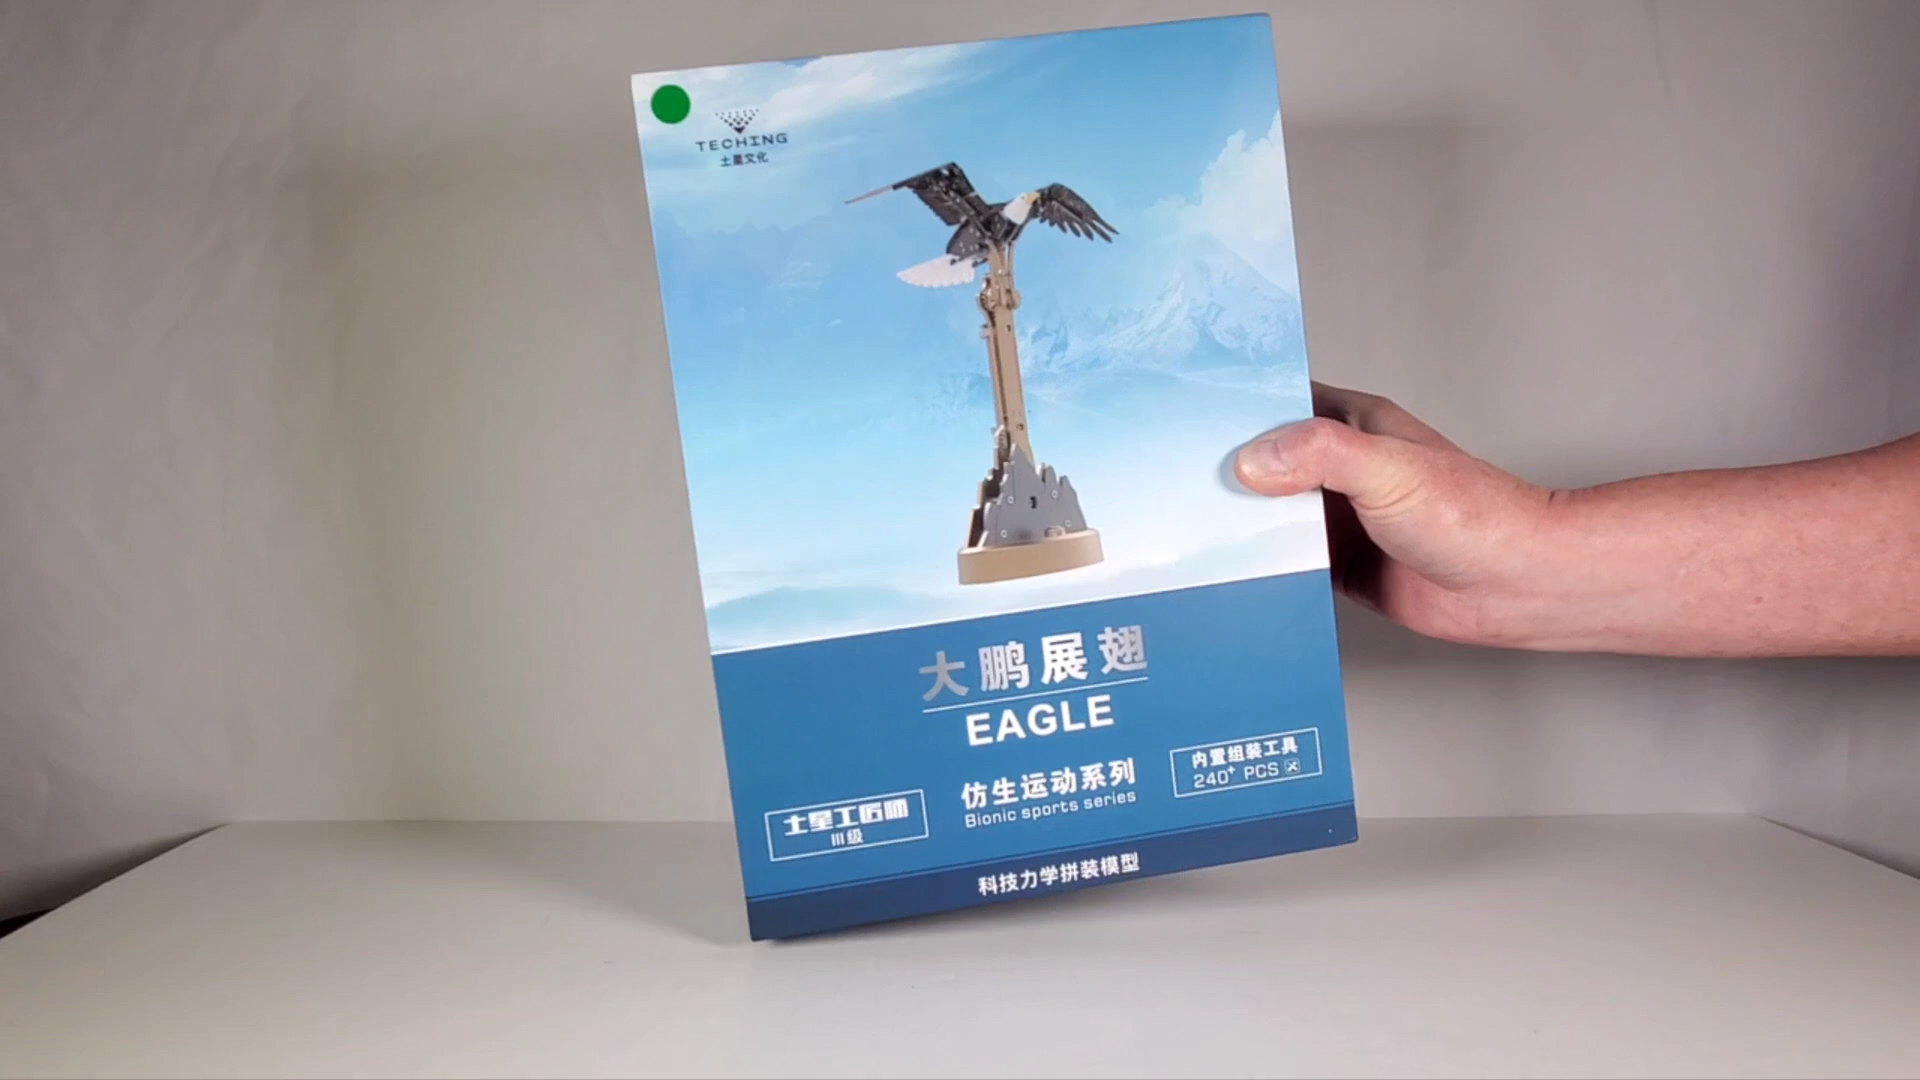 TECHING
土星文化
大鹏展翅
EAGLE
仿生运动系列
Bionic sports series
内置组装工具
240+ PCS
土星工匠师
III级
科技力学拼装模型